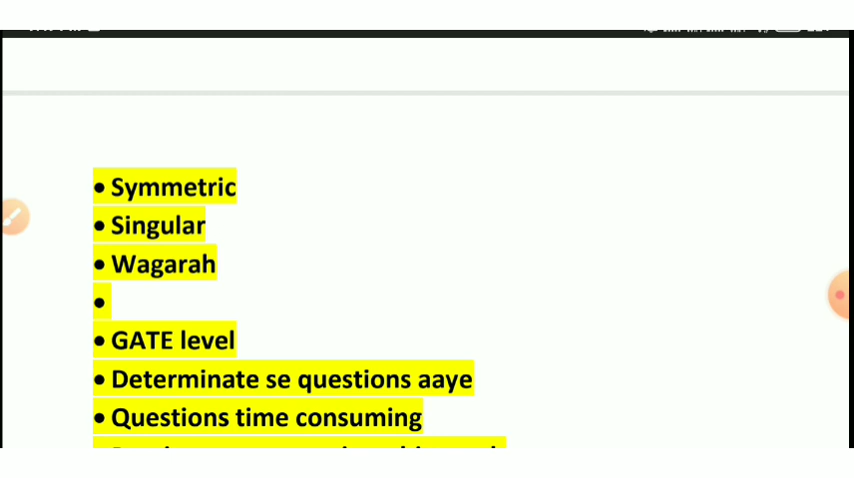 • Symmetric
• Singular
• Wagarah
•
• GATE level
• Determinate se questions aaye
• Questions time consuming